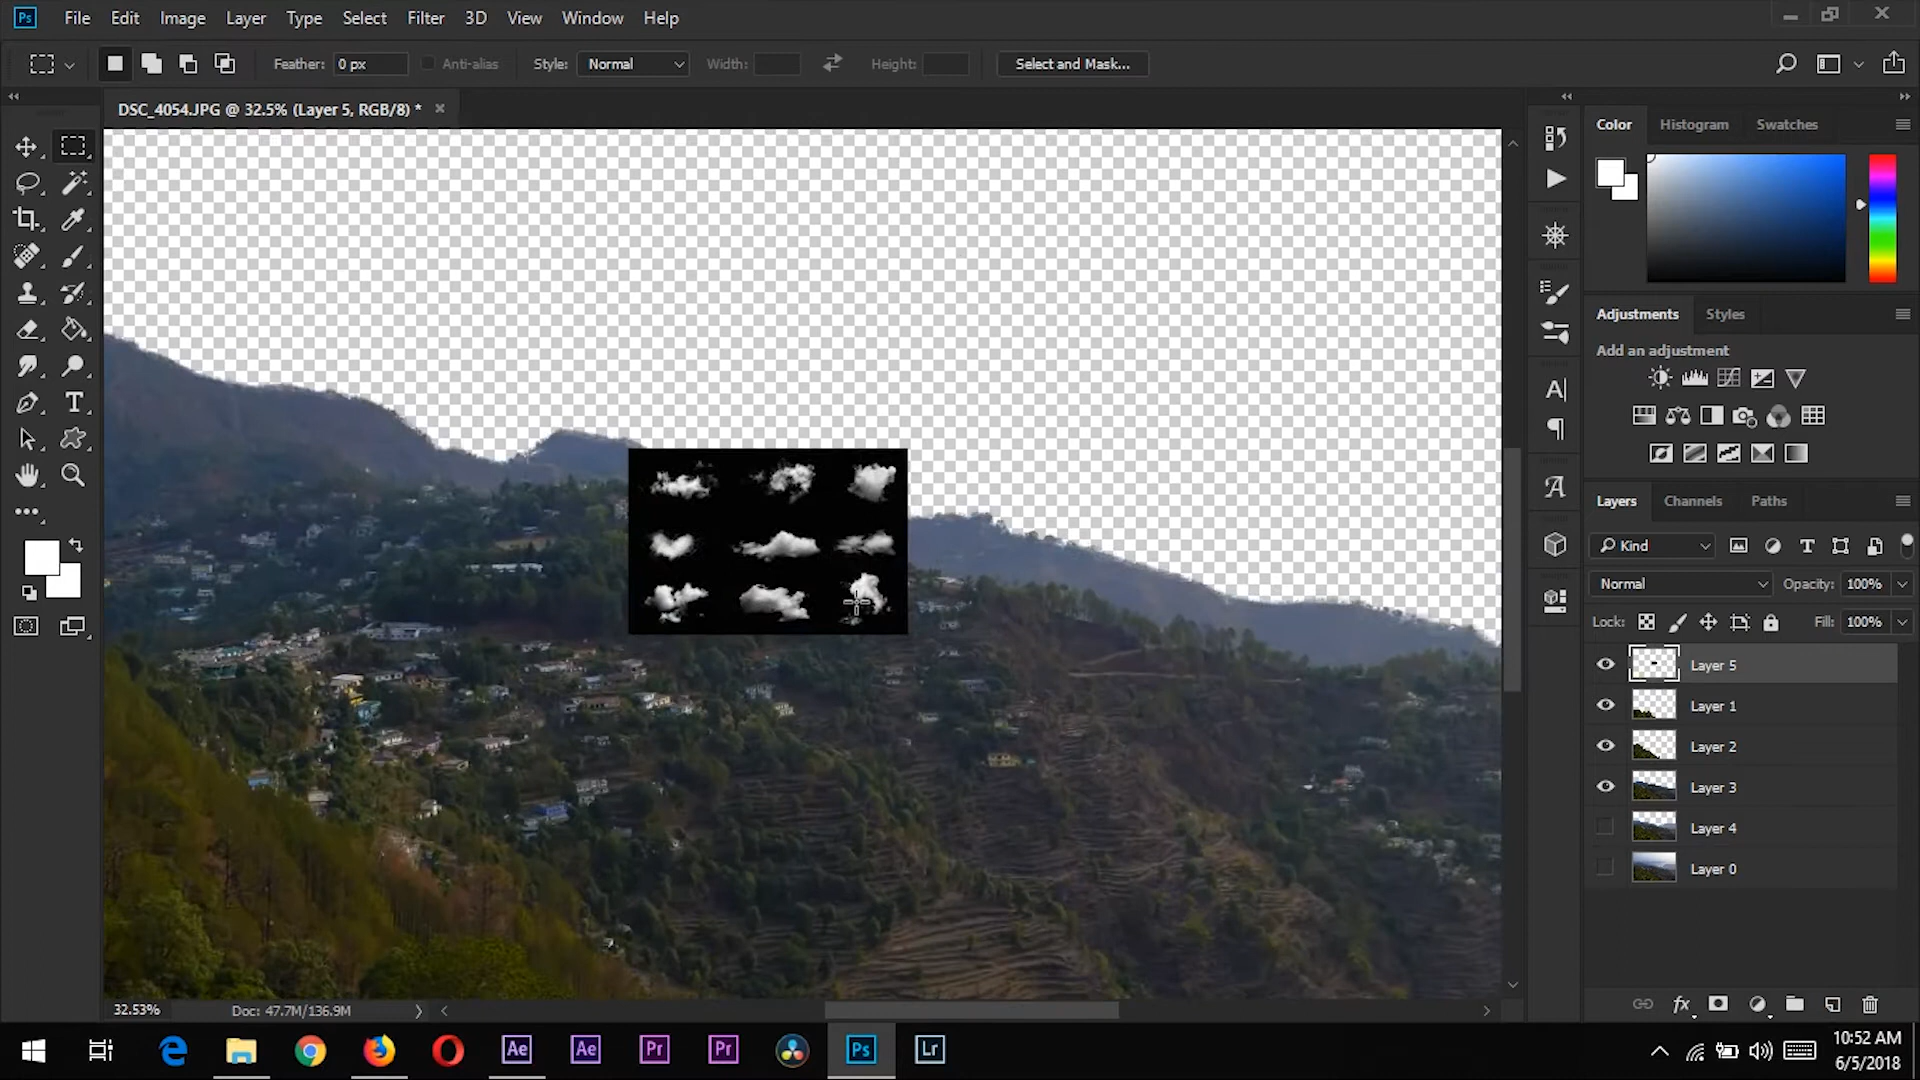 Ps File Edit Image Layer Type Select Filter 3D View Window Help
Feather: 0 px Anti-alias Style: Normal Width: Height: Select and Mask...
DSC_4054.JPG @ 32.5% (Layer 5, RGB/8) *
Color Histogram Swatches
Adjustments Styles
Add an adjustment
Layers Channels Paths
Kind
Normal Opacity: 100%
Lock: Fill: 100%
Layer 5
Layer 1
Layer 2
Layer 3
Layer 4
Layer 0
fx
32.53% Doc: 47.7M/136.9M
Ae Ae Pr Pr Ps Lr
10:52 AM
6/5/2018